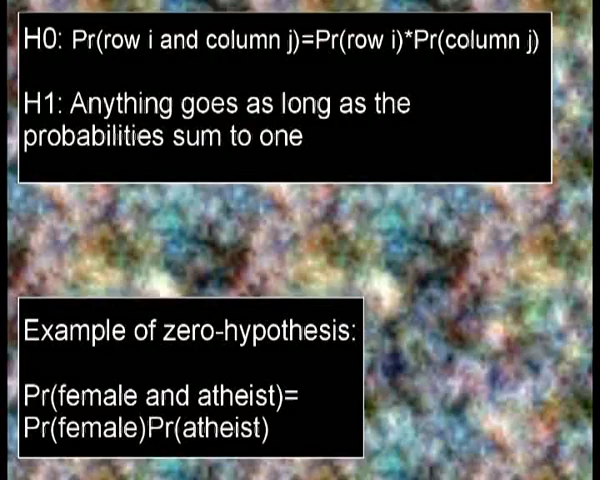 H0: Pr(row i and column j)=Pr(row i)*Pr(column j)
H1: Anything goes as long as the
probabilities sum to one
Example of zero-hypothesis:
Pr(female and atheist)=
Pr(female)Pr(atheist)